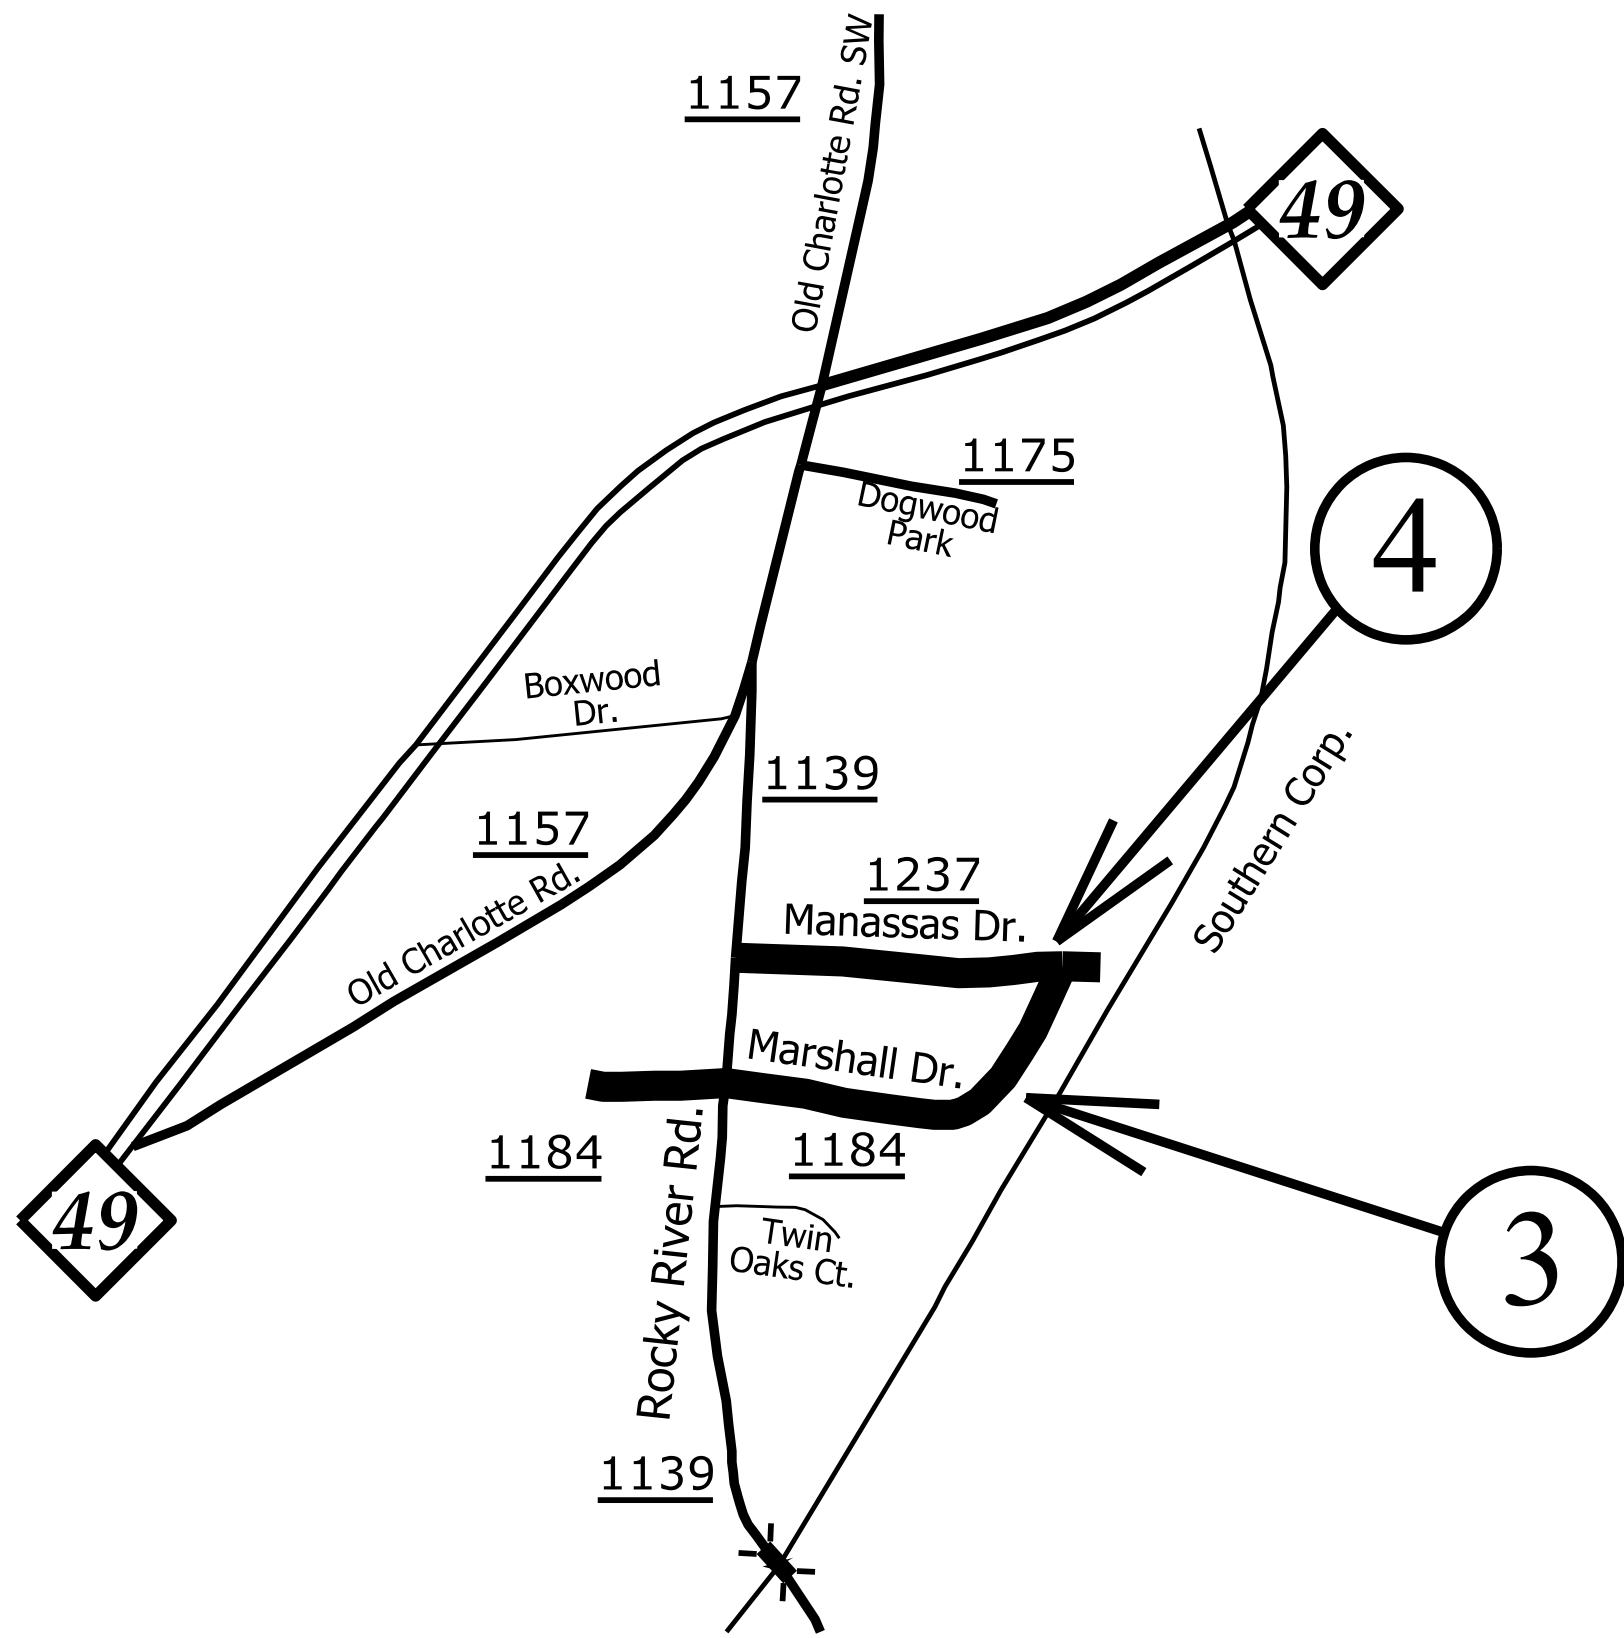 1157
Old Charlotte Rd. SW
49
1175
Dogwood
Park
4
Boxwood
Dr.
1139
Southern Corp.
1157
Old Charlotte Rd.
1237
Manassas Dr.
Marshall Dr.
1184
1184
49
Rocky River Rd.
Twin
Oaks Ct.
3
1139